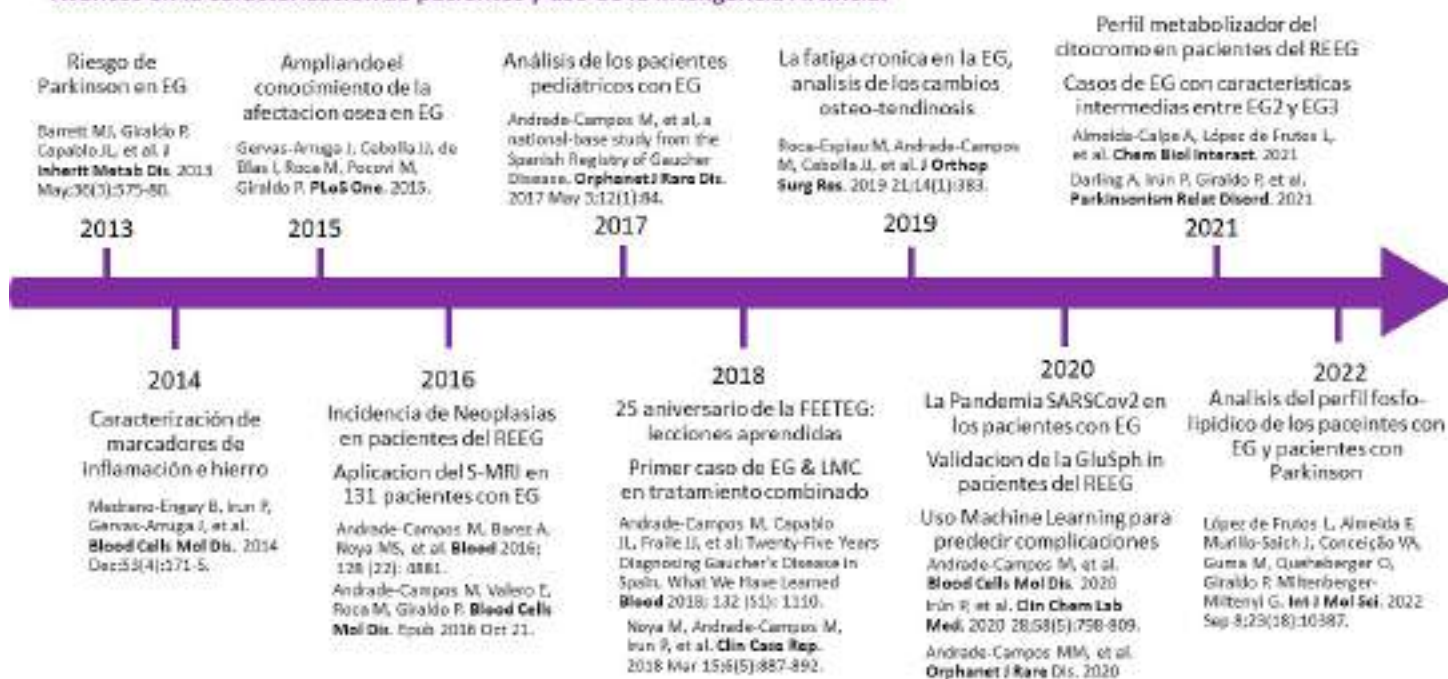 Riesgo de
Parkinson en EG
Barrett MJ, Giraldo P,
Capablo JL, et al. J
Inherit Metab Dis. 2013
May;36(3):575-80.
2013
Ampliando el
conocimiento de la
afectacion osea en EG
Gervas-Arruga J, Cebolla JJ, de
Blas I, Roca M, Pocovi M,
Giraldo P. PLoS One. 2015.
2015
Análisis de los pacientes
pediátricos con EG
Andrade-Campos M, et al, a
national-base study from the
Spanish Registry of Gaucher
Disease. Orphanet J Rare Dis.
2017 May 3;12(1):84.
2017
La fatiga cronica en la EG,
analisis de los cambios
osteo-tendinosis
Roca-Espiau M, Andrade-Campos
M, Cebolla JJ, et al. J Orthop
Surg Res. 2019 21;14(1):383.
2019
Perfil metabolizador del
citocromo en pacientes del REEG
Casos de EG con características
intermedias entre EG2 y EG3
Almeida-Calpe A, López de Frutos L,
et al. Chem Biol Interact. 2021
Darling A, Irún P, Giraldo P, et al.
Parkinsonism Relat Disord. 2021
2021
2014
Caracterización de
marcadores de
inflamación e hierro
Medrano-Engay B, Irun P,
Gervas-Arruga J, et al.
Blood Cells Mol Dis. 2014
Dec;53(4):171-5.
2016
Incidencia de Neoplasias
en pacientes del REEG
Aplicacion del S-MRI en
131 pacientes con EG
Andrade-Campos M, Barez A,
Noya MS, et al. Blood 2016;
128 (22): 4881.
Andrade-Campos M, Valero E,
Roca M, Giraldo P. Blood Cells
Mol Dis. Epub 2016 Oct 21.
2018
25 aniversario de la FEETEG:
lecciones aprendidas
Primer caso de EG & LMC
en tratamiento combinado
Andrade-Campos M, Capablo
JL, Fraile JJ, et al: Twenty-Five Years
Diagnosing Gaucher's Disease in
Spain, What We Have Learned
Blood 2018; 132 (S1): 1110.
Noya M, Andrade-Campos M,
Irun P, et al. Clin Case Rep.
2018 Mar 15;6(5):887-892.
2020
La Pandemia SARSCov2 en
los pacientes con EG
Validacion de la GluSph in
pacientes del REEG
Uso Machine Learning para
predecir complicaciones
Andrade-Campos M, et al.
Blood Cells Mol Dis. 2020
Irún P, et al. Clin Chem Lab
Med. 2020 28;58(5):798-809.
Andrade-Campos MM, et al.
Orphanet J Rare Dis. 2020
2022
Analisis del perfil fosfo-
lipidico de los paceintes con
EG y pacientes con
Parkinson
López de Frutos L, Almeida F,
Murillo-Saich J, Conceição VA,
Guma M, Queheberger O,
Giraldo P, Miltenberger-
Miltenyi G. Int J Mol Sci. 2022
Sep 8;23(18):10387.